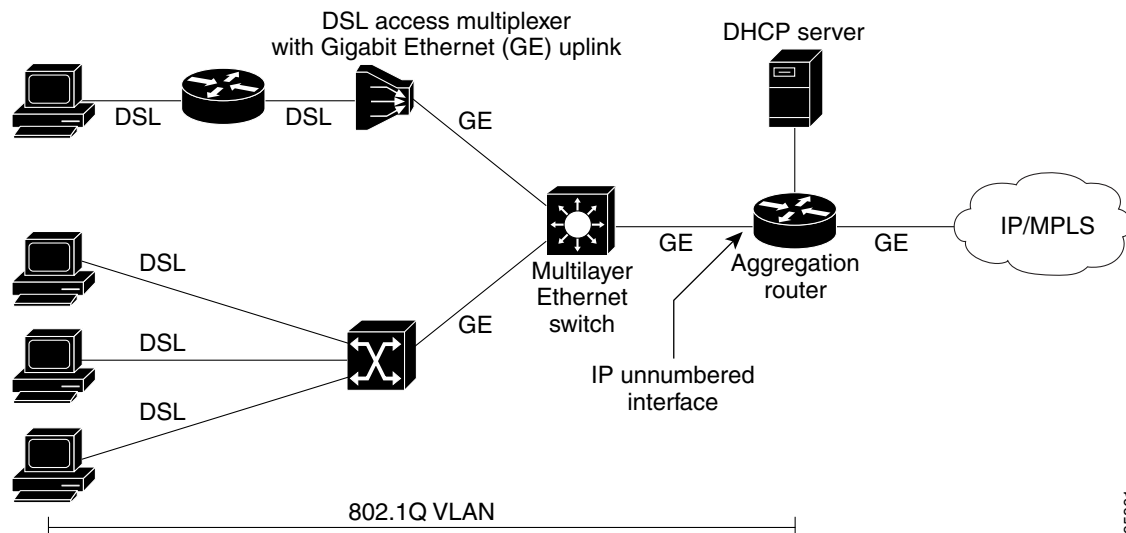 DSL access multiplexer
with Gigabit Ethernet (GE) uplink
DHCP server
DSL
DSL
GE
IP/MPLS
GE
GE
Aggregation
router
Multilayer
Ethernet
switch
DSL
GE
DSL
IP unnumbered
interface
DSL
802.1Q VLAN